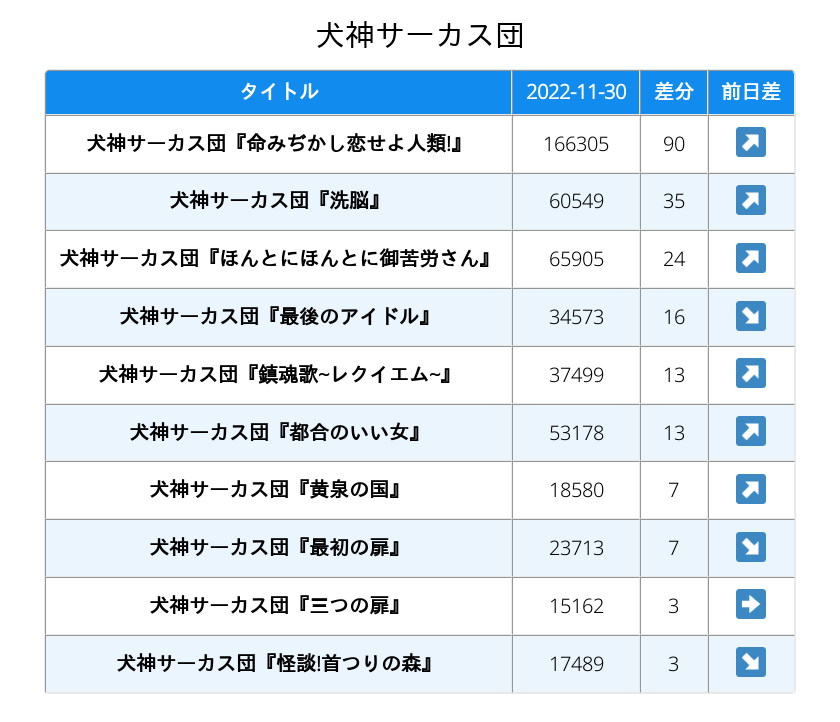 犬神サーカス団
タイトル 2022-11-30 差分 前日差
犬神サーカス団『命みぢかし恋せよ人類!』 166305 90 ↗
犬神サーカス団『洗脳』 60549 35 ↗
犬神サーカス団『ほんとにほんとに御苦労さん』 65905 24 ↗
犬神サーカス団『最後のアイドル』 34573 16 ↘
犬神サーカス団『鎮魂歌~レクイエム~』 37499 13 ↗
犬神サーカス団『都合のいい女』 53178 13 ↗
犬神サーカス団『黄泉の国』 18580 7 ↗
犬神サーカス団『最初の扉』 23713 7 ↘
犬神サーカス団『三つの扉』 15162 3 ➡
犬神サーカス団『怪談!首つりの森』 17489 3 ↘